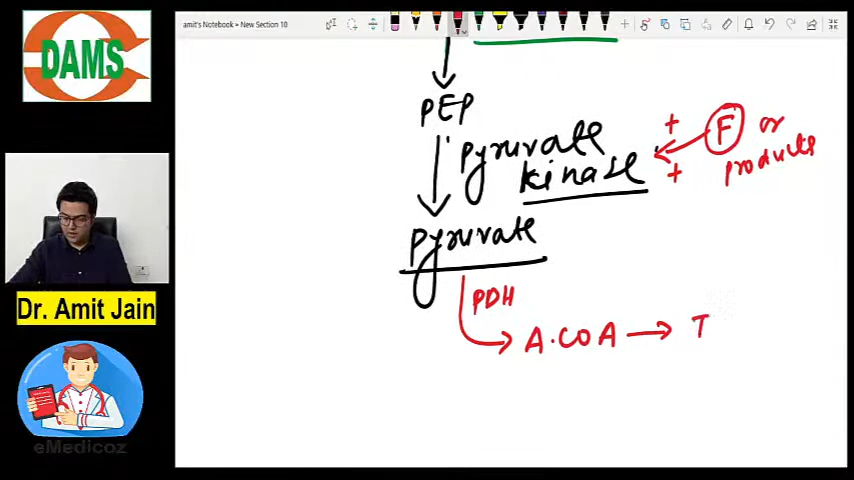 DAMS
amit's Notebook > New Section 10
PEP
pyruvate
kinase
+
+
F or
products
pyruvate
PDH
A.COA → T
Dr. Amit Jain
eMedicoz